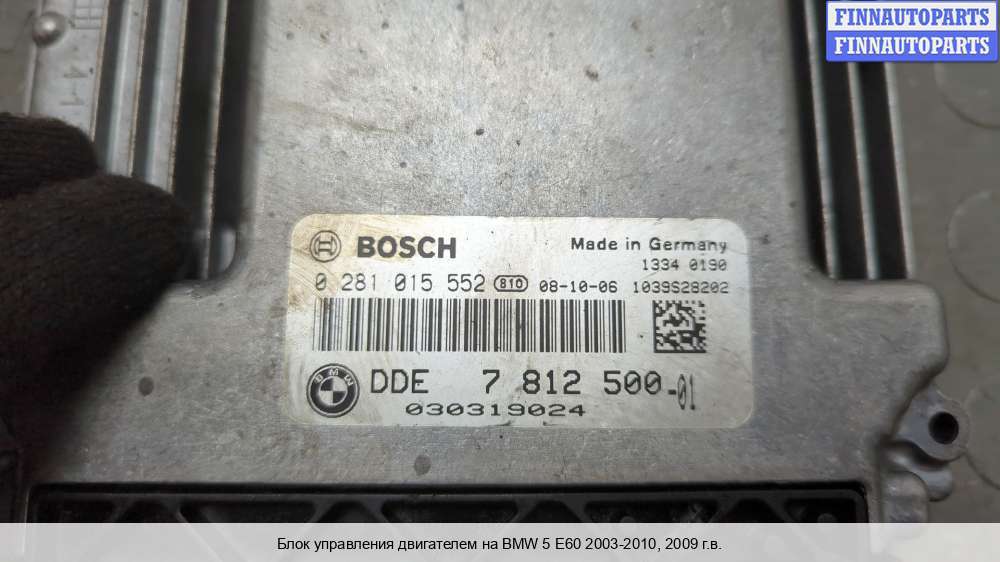 FINNAUTOPARTS
FINNAUTOPARTS
BOSCH
Made in Germany
1334 0190
0 281 015 552 810 08-10-06 1039S28202
BMW
DDE 7 812 500-01
030319024
Блок управления двигателем на BMW 5 E60 2003-2010, 2009 г.в.